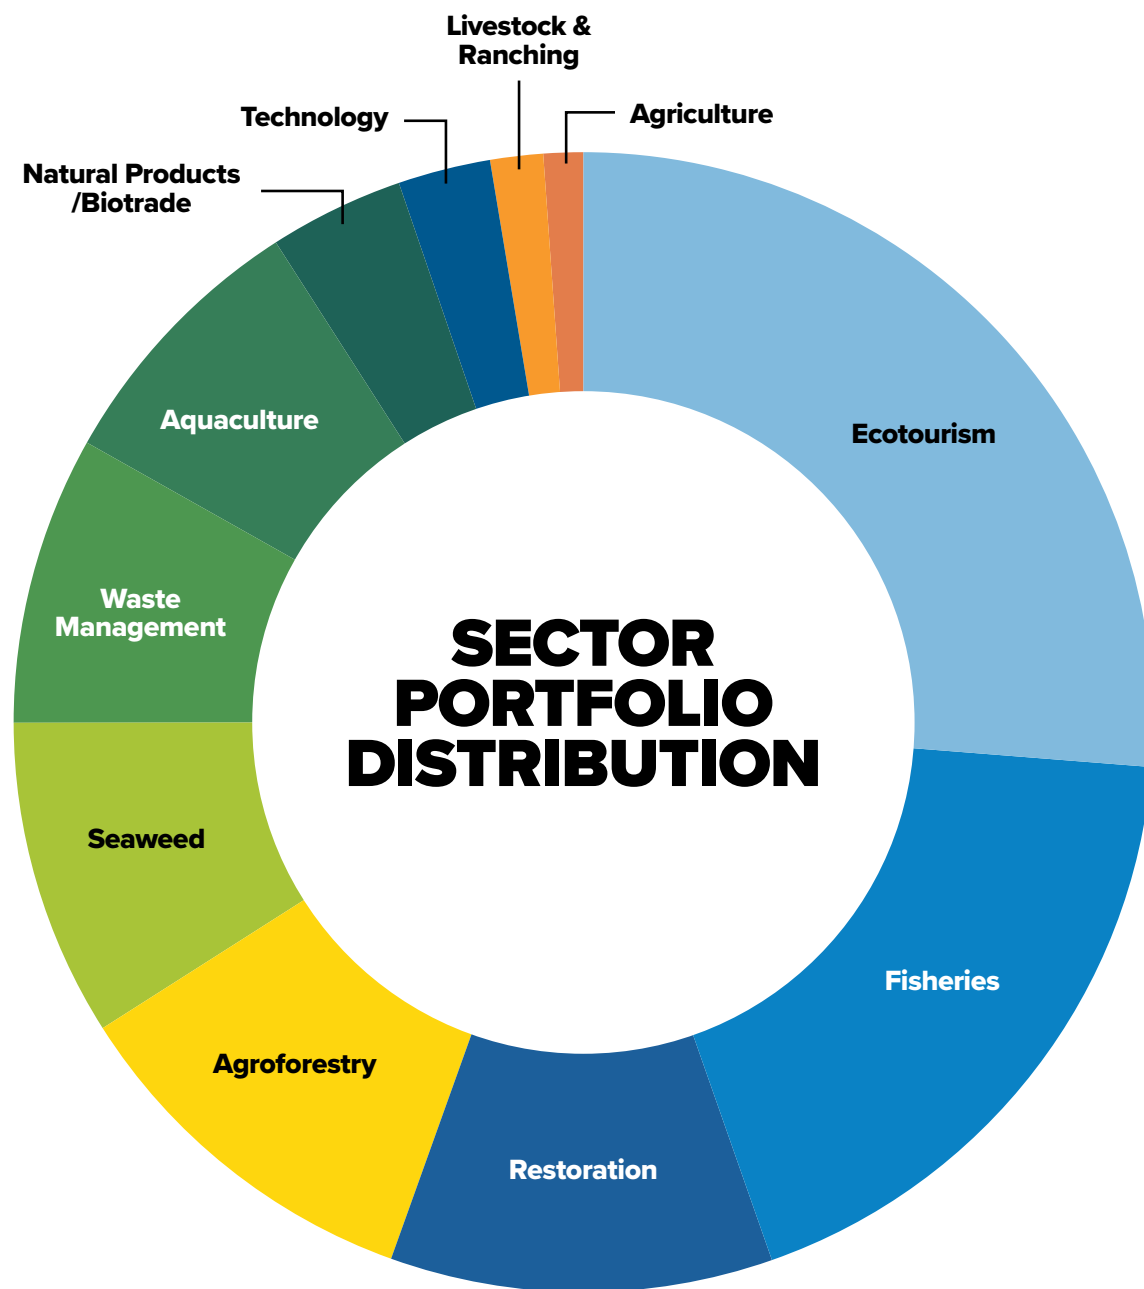 Livestock &
Ranching
Technology
Agriculture
Natural Products
/Biotrade
Aquaculture
Ecotourism
Waste
Management
SECTOR
PORTFOLIO
DISTRIBUTION
Seaweed
Fisheries
Agroforestry
Restoration